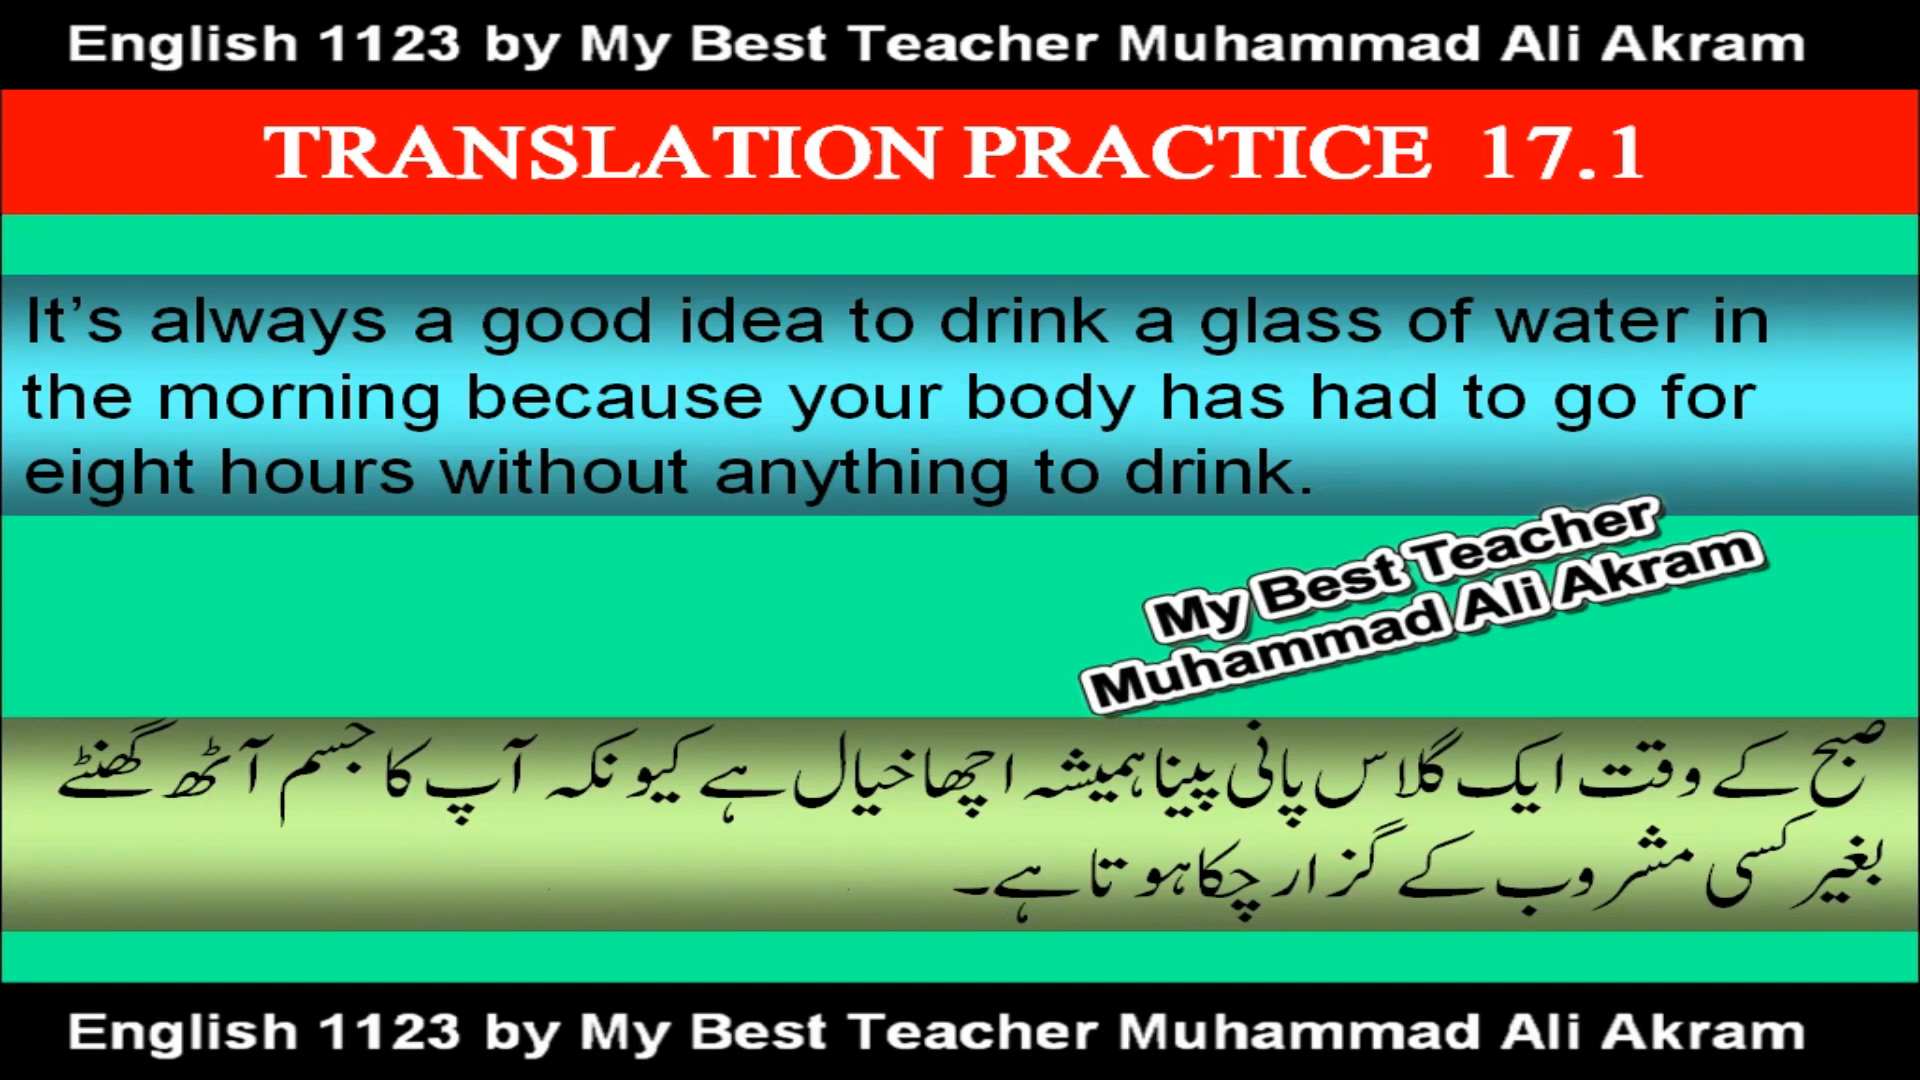 English 1123 by My Best Teacher Muhammad Ali Akram
TRANSLATION PRACTICE 17.1
It’s always a good idea to drink a glass of water in
the morning because your body has had to go for
eight hours without anything to drink.
My Best Teacher
Muhammad Ali Akram
صبح کے وقت ایک گلاس پانی پینا ہمیشہ اچھا خیال ہے کیونکہ آپ کا جسم آٹھ گھنٹے
بغیر کسی مشروب کے گزار چکا ہوتا ہے۔
English 1123 by My Best Teacher Muhammad Ali Akram